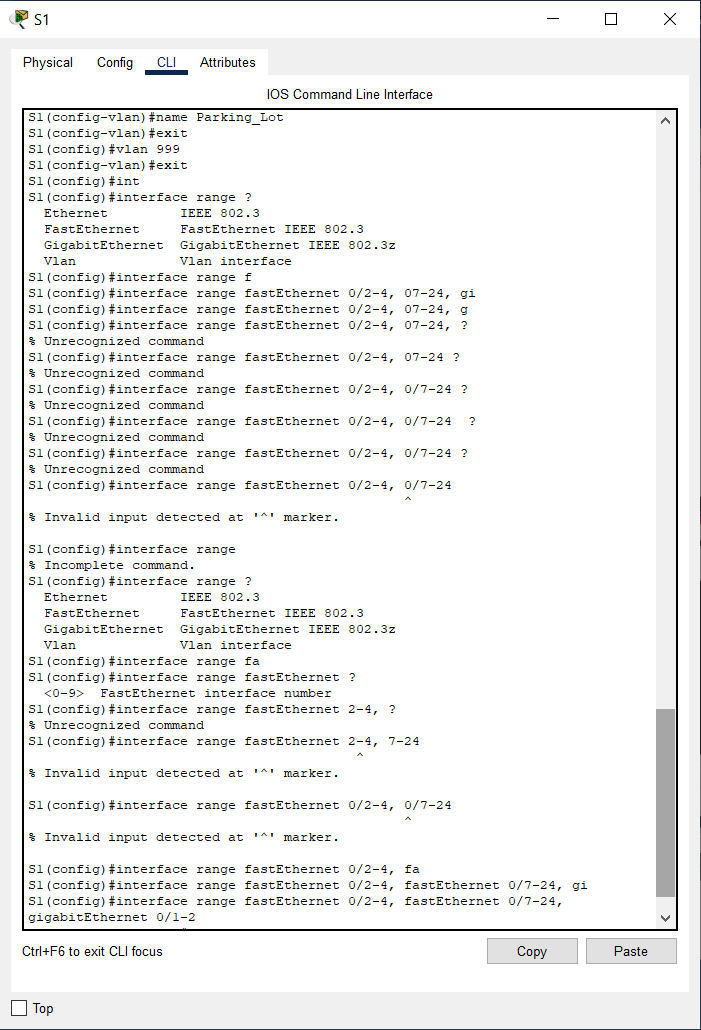 S1
Physical Config CLI Attributes
IOS Command Line Interface
S1(config-vlan)#name Parking_Lot
S1(config-vlan)#exit
S1(config)#vlan 999
S1(config-vlan)#exit
S1(config)#int
S1(config)#interface range ?
  Ethernet         IEEE 802.3
  FastEthernet     FastEthernet IEEE 802.3
  GigabitEthernet  GigabitEthernet IEEE 802.3z
  Vlan             Vlan interface
S1(config)#interface range f
S1(config)#interface range fastEthernet 0/2-4, 07-24, gi
S1(config)#interface range fastEthernet 0/2-4, 07-24, g
S1(config)#interface range fastEthernet 0/2-4, 07-24, ?
% Unrecognized command
S1(config)#interface range fastEthernet 0/2-4, 07-24 ?
% Unrecognized command
S1(config)#interface range fastEthernet 0/2-4, 0/7-24 ?
% Unrecognized command
S1(config)#interface range fastEthernet 0/2-4, 0/7-24  ?
% Unrecognized command
S1(config)#interface range fastEthernet 0/2-4, 0/7-24 ?
% Unrecognized command
S1(config)#interface range fastEthernet 0/2-4, 0/7-24
                                               ^
% Invalid input detected at '^' marker.
S1(config)#interface range
% Incomplete command.
S1(config)#interface range ?
  Ethernet         IEEE 802.3
  FastEthernet     FastEthernet IEEE 802.3
  GigabitEthernet  GigabitEthernet IEEE 802.3z
  Vlan             Vlan interface
S1(config)#interface range fa
S1(config)#interface range fastEthernet ?
  <0-9>  FastEthernet interface number
S1(config)#interface range fastEthernet 2-4, ?
% Unrecognized command
S1(config)#interface range fastEthernet 2-4, 7-24
                                         ^
% Invalid input detected at '^' marker.
S1(config)#interface range fastEthernet 0/2-4, 0/7-24
                                               ^
% Invalid input detected at '^' marker.
S1(config)#interface range fastEthernet 0/2-4, fa
S1(config)#interface range fastEthernet 0/2-4, fastEthernet 0/7-24, gi
S1(config)#interface range fastEthernet 0/2-4, fastEthernet 0/7-24,
gigabitEthernet 0/1-2
Ctrl+F6 to exit CLI focus
Copy Paste
Top